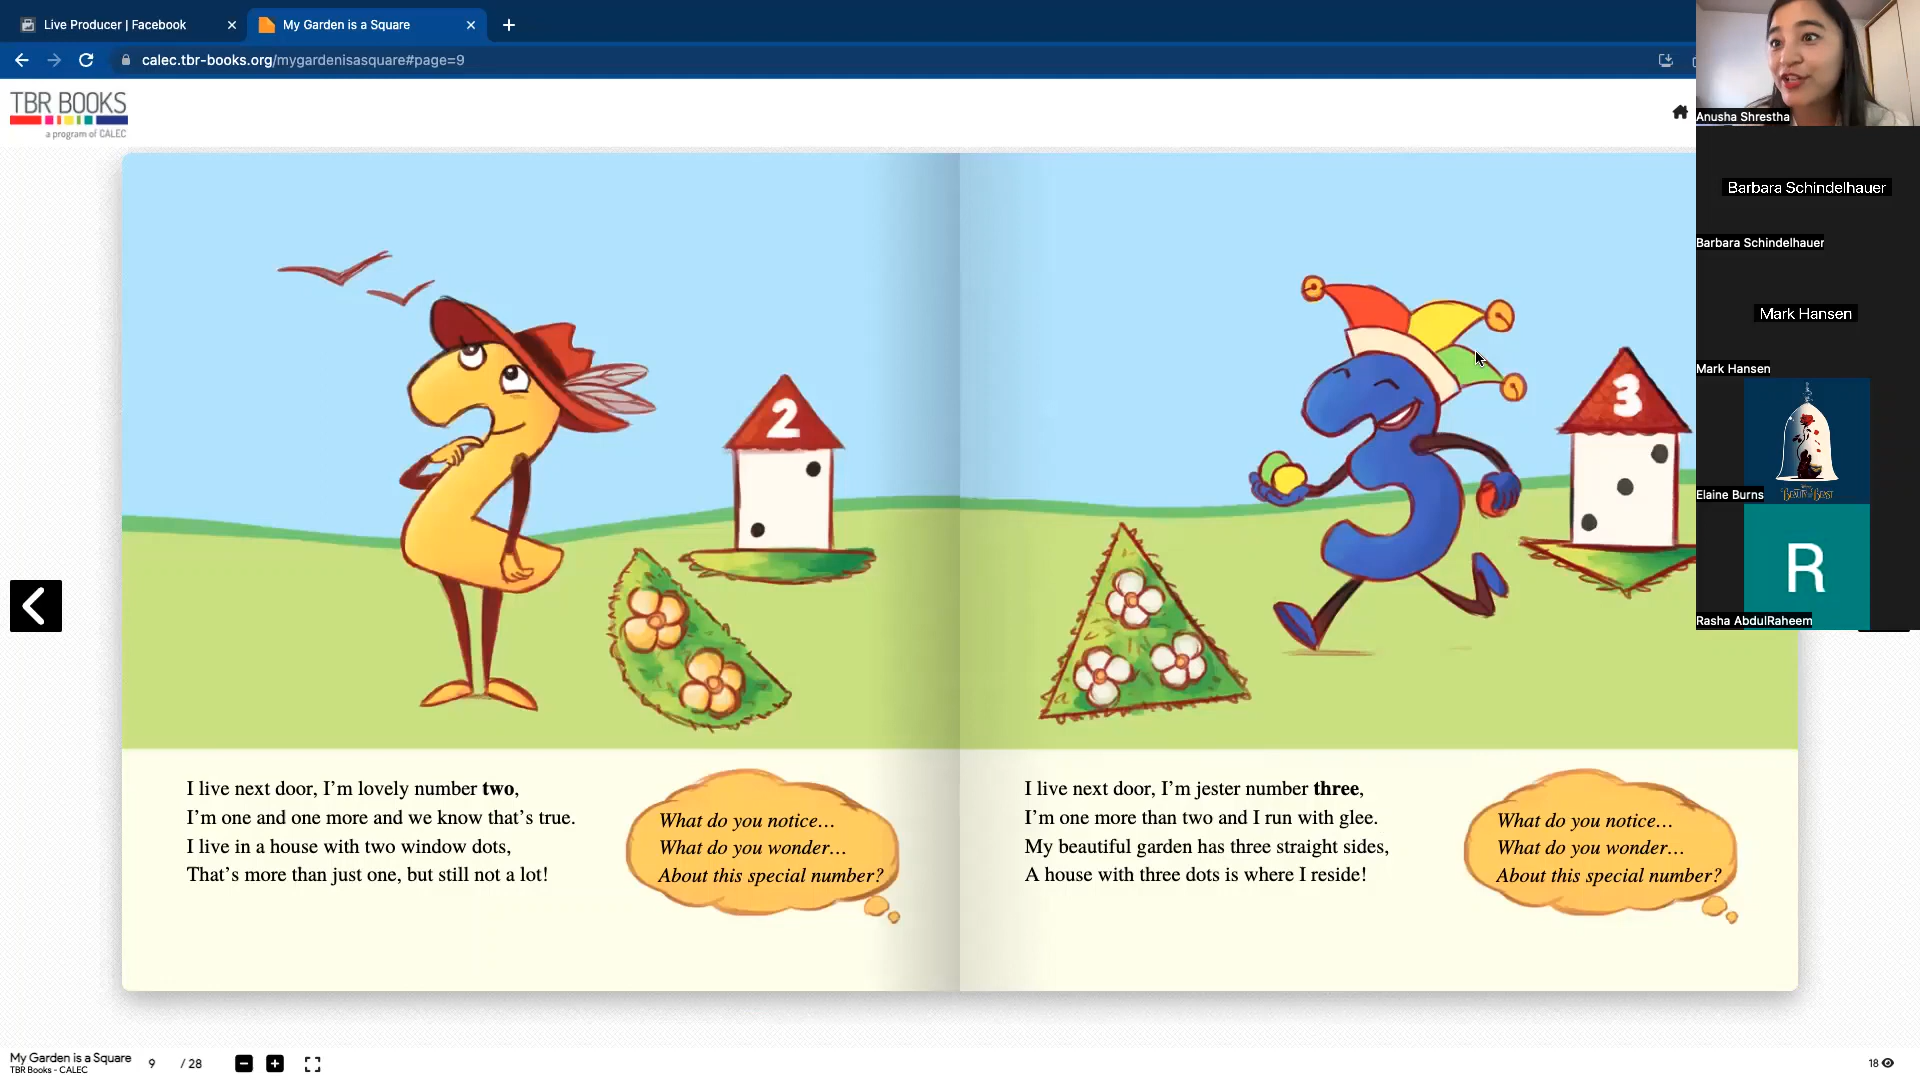 Live Producer | Facebook
My Garden is a Square
calec.tbr-books.org/mygardenisasquare#page=9
TBR BOOKS
a program of CALEC
Anusha Shrestha
Barbara Schindelhauer
Barbara Schindelhauer
Mark Hansen
Mark Hansen
BEAUTY BEAST
Elaine Burns
R
Rasha AbdulRaheem
2
3
I live next door, I'm lovely number two,
I'm one and one more and we know that's true.
I live in a house with two window dots,
That's more than just one, but still not a lot!
What do you notice…
What do you wonder…
About this special number?
I live next door, I'm jester number three,
I'm one more than two and I run with glee.
My beautiful garden has three straight sides,
A house with three dots is where I reside!
What do you notice…
What do you wonder…
About this special number?
My Garden is a Square
TBR Books - CALEC
9 / 28
18